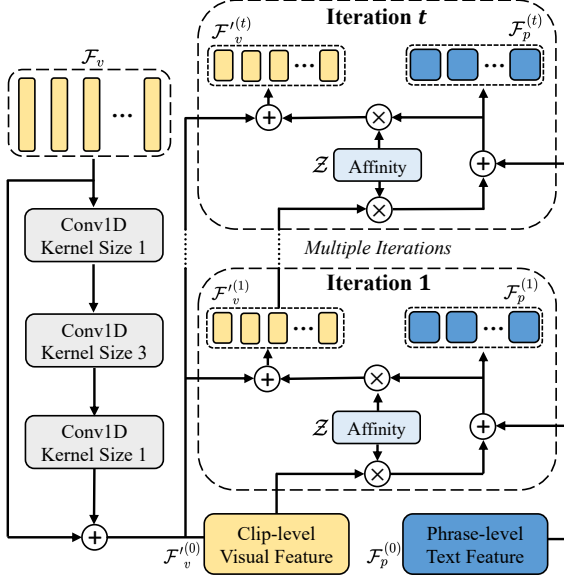 Iteration t
𝓕′ᵥ⁽ᵗ⁾
𝓕ₚ⁽ᵗ⁾
𝓕ᵥ
...
...
...
+
×
𝒵
Affinity
+
×
Conv1D
Kernel Size 1
Multiple Iterations
Iteration 1
𝓕′ᵥ⁽¹⁾
𝓕ₚ⁽¹⁾
...
...
Conv1D
Kernel Size 3
+
×
𝒵
Affinity
+
×
Conv1D
Kernel Size 1
+
𝓕′ᵥ⁽⁰⁾
Clip-level
Visual Feature
𝓕ₚ⁽⁰⁾
Phrase-level
Text Feature